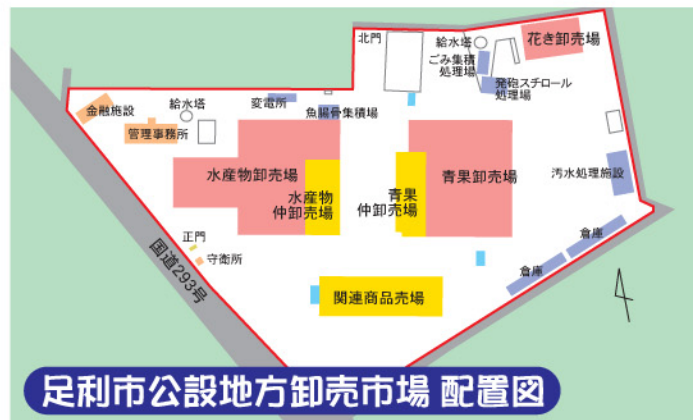 北門
給水塔
ごみ集積
処理場
花き卸売場
発砲スチロール
処理場
金融施設
給水塔
変電所
魚腸骨集積場
管理事務所
水産物卸売場
水産物
仲卸売場
青果
仲卸売場
青果卸売場
汚水処理施設
正門
守衛所
国道293号
倉庫
倉庫
関連商品売場
足利市公設地方卸売市場 配置図